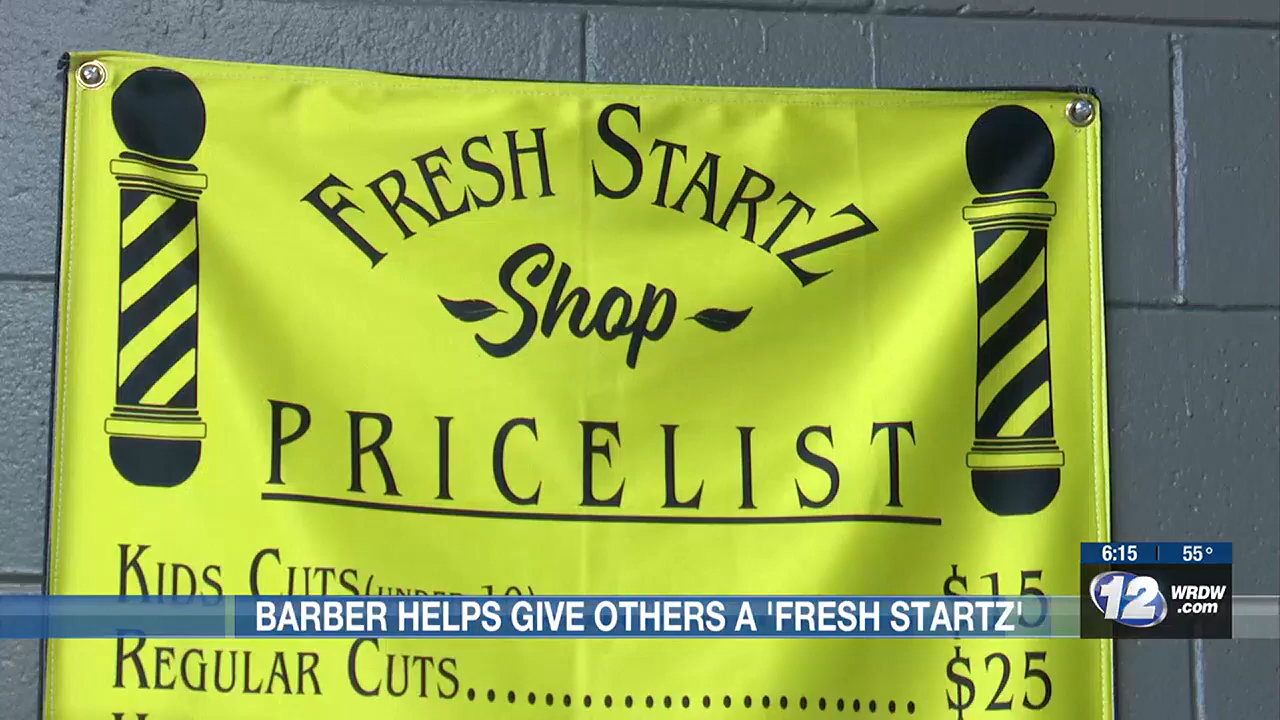 FRESH STARTZ
Shop
PRICELIST
KIDS CUTS (UNDER 10) $15
6:15 | 55°
12 WRDW
.com
BARBER HELPS GIVE OTHERS A 'FRESH STARTZ'
REGULAR CUTS........................... $25